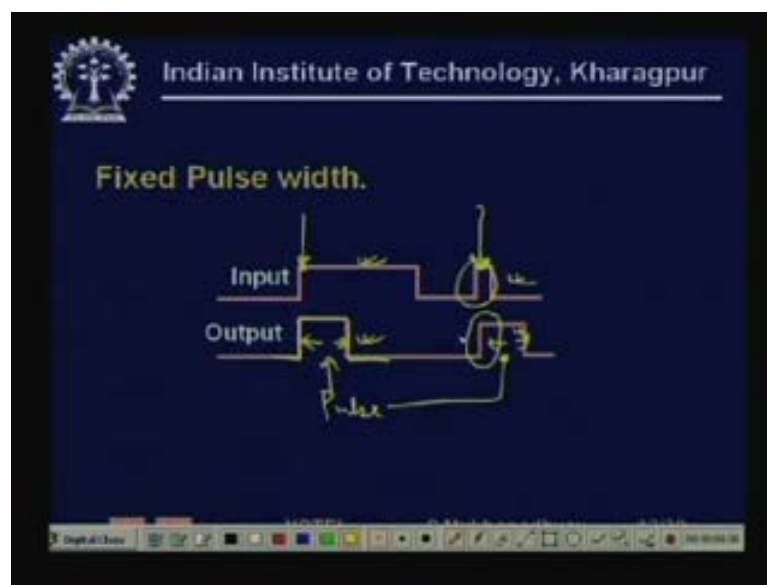 Indian Institute of Technology, Kharagpur
Fixed Pulse width.
Input
Output
Pulse